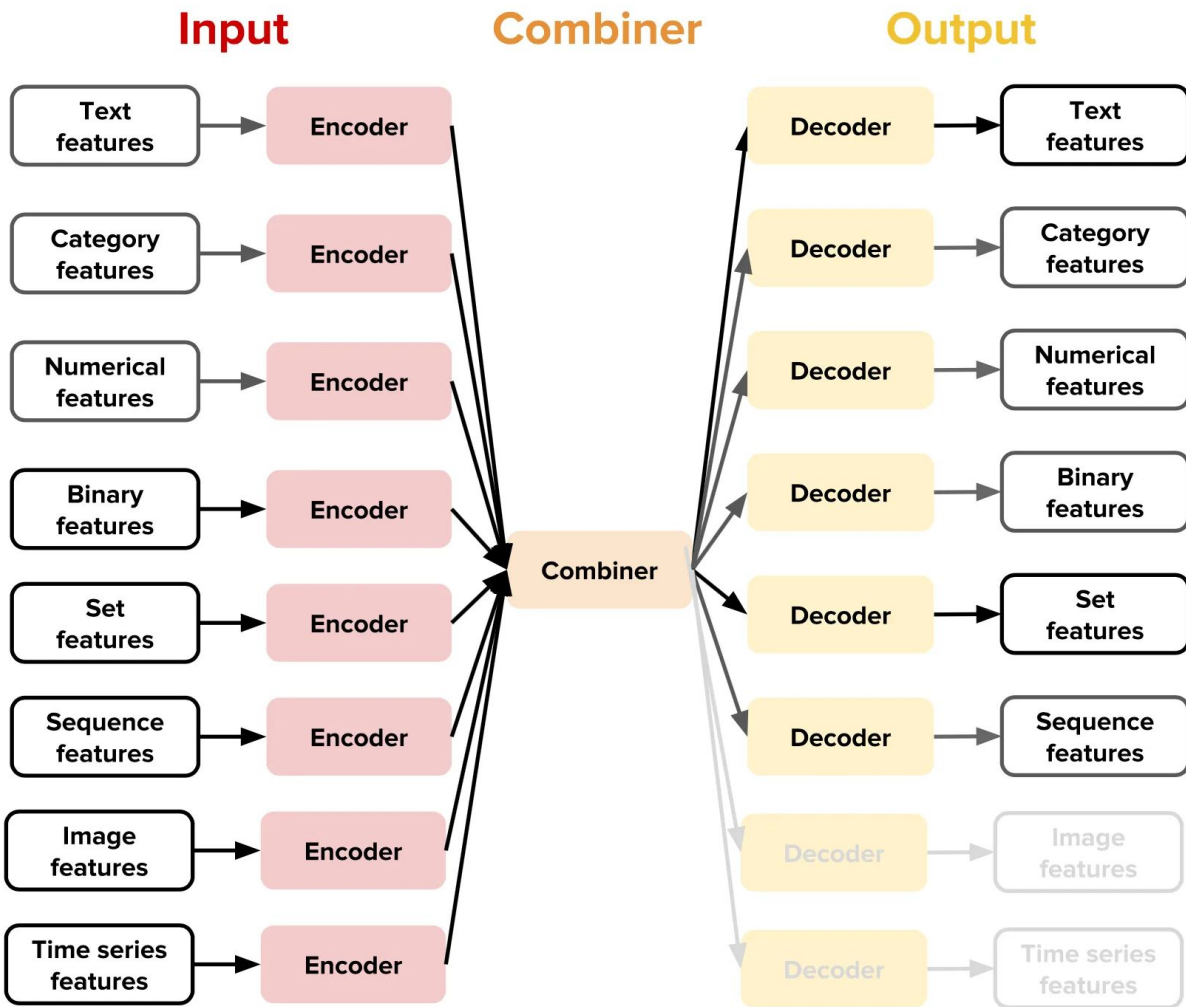 Input Combiner Output
Text
features
Encoder
Decoder
Text
features
Category
features
Encoder
Decoder
Category
features
Numerical
features
Encoder
Decoder
Numerical
features
Binary
features
Encoder
Decoder
Binary
features
Combiner
Set
features
Encoder
Decoder
Set
features
Sequence
features
Encoder
Decoder
Sequence
features
Image
features
Encoder
Decoder
Image
features
Time series
features
Encoder
Decoder
Time series
features